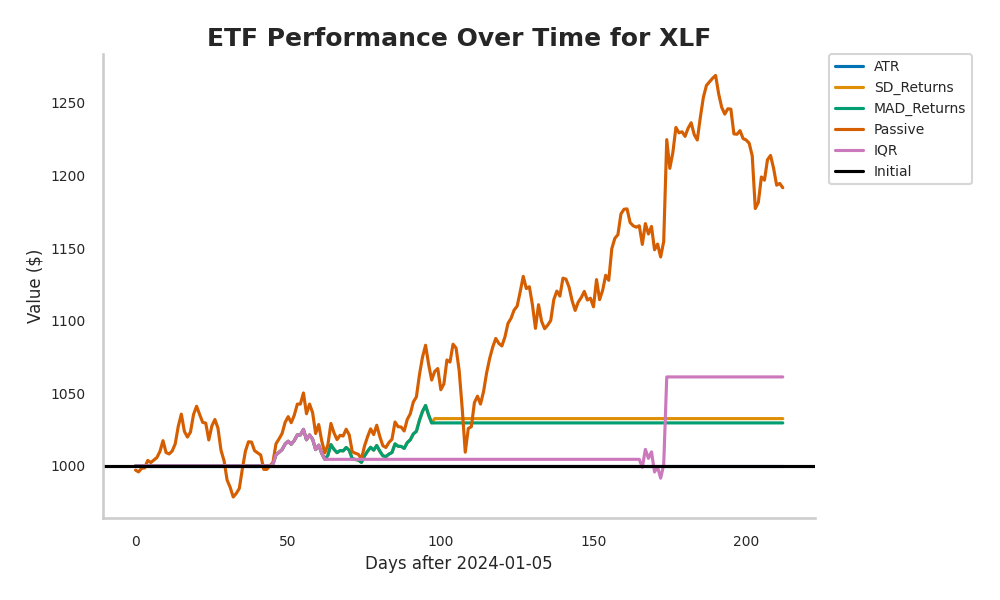 ETF Performance Over Time for XLF
ATR
SD_Returns
MAD_Returns
Passive
IQR
Initial
Value ($)
1250
1200
1150
1100
1050
1000
0 50 100 150 200
Days after 2024-01-05